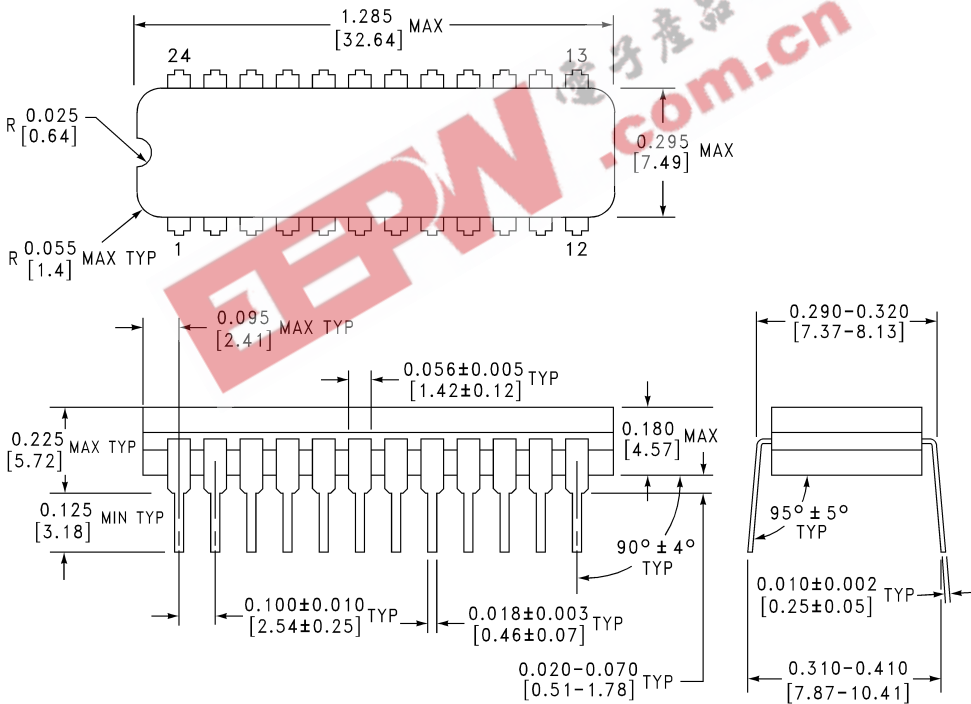 1.285 MAX
[32.64]
24
13
R 0.025
[0.64]
0.295 MAX
[7.49]
R 0.055 MAX TYP
[1.4]
1
12
EEPW
.com.cn
電子產品
0.095 MAX TYP
[2.41]
0.290-0.320
[7.37-8.13]
0.056±0.005 TYP
[1.42±0.12]
0.225 MAX TYP
[5.72]
0.180 MAX
[4.57]
0.125 MIN TYP
[3.18]
95° ± 5°
TYP
90° ± 4°
TYP
0.100±0.010 TYP
[2.54±0.25]
0.018±0.003 TYP
[0.46±0.07]
0.010±0.002 TYP
[0.25±0.05]
0.020-0.070 TYP
[0.51-1.78]
0.310-0.410
[7.87-10.41]